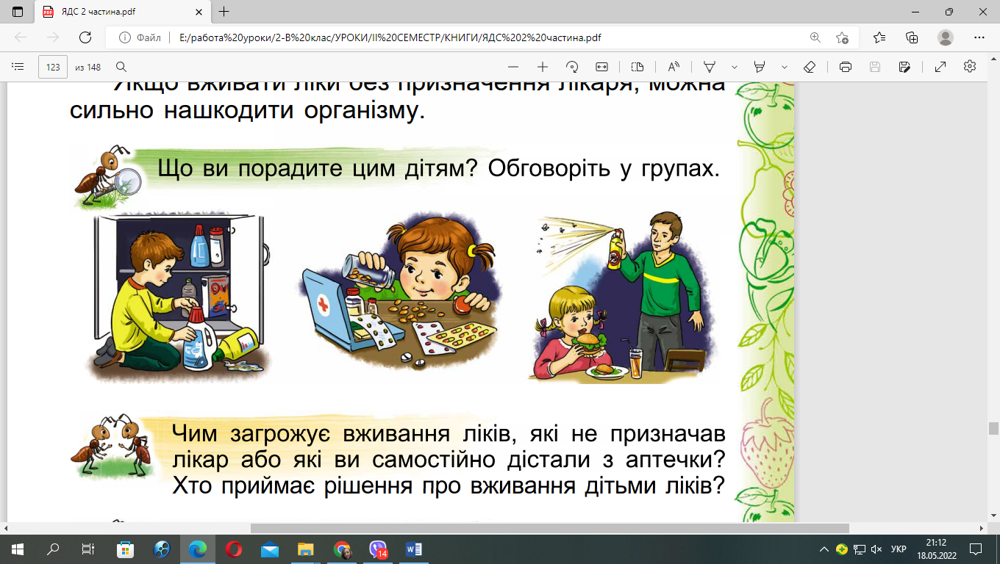 ЯДС 2 частина.pdf
Файл
E:/работа%20уроки/2-В%20клас/УРОКИ/ІІ%20СЕМЕСТР/КНИГИ/ЯДС%202%20частина.pdf
123 из 148
Якщо вживати ліки без призначення лікаря, можна
сильно нашкодити організму.
Що ви порадите цим дітям? Обговоріть у групах.
Чим загрожує вживання ліків, які не призначав
лікар або які ви самостійно дістали з аптечки?
Хто приймає рішення про вживання дітьми ліків?
14
УКР
21:12
18.05.2022